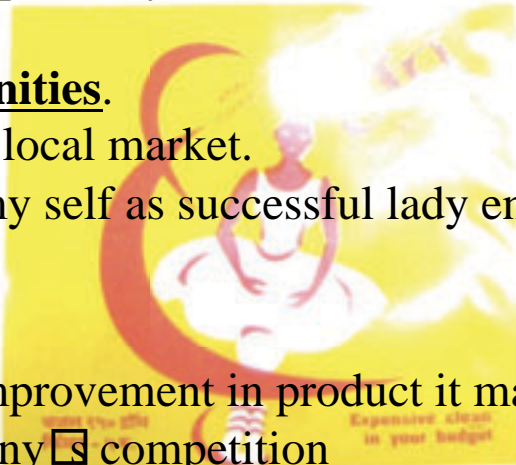 nities.
local market.
ny self as successful lady en
mprovement in product it ma
Expensive clean
in your budget
ny□s competition